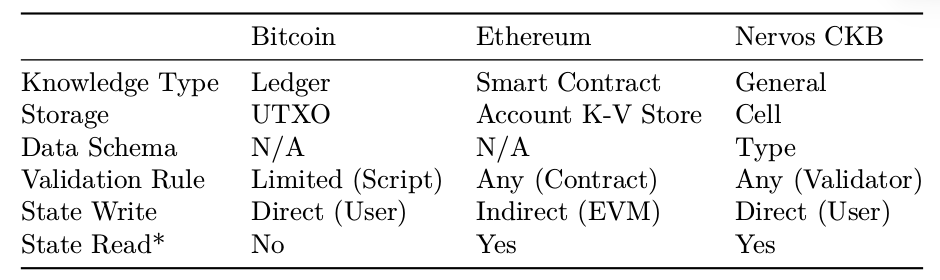 Bitcoin Ethereum Nervos CKB
Knowledge Type Ledger Smart Contract General
Storage UTXO Account K-V Store Cell
Data Schema N/A N/A Type
Validation Rule Limited (Script) Any (Contract) Any (Validator)
State Write Direct (User) Indirect (EVM) Direct (User)
State Read* No Yes Yes